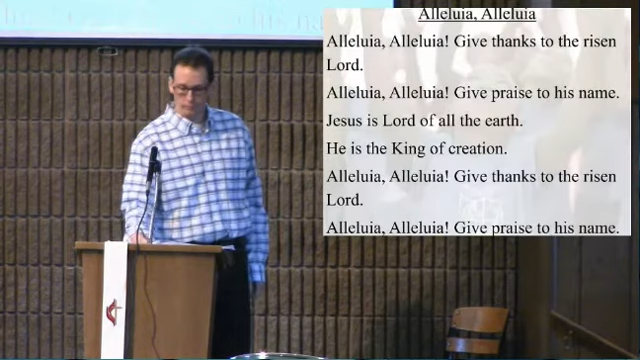 Alleluia, Alleluia
Alleluia, Alleluia! Give thanks to the risen
Lord.
Alleluia, Alleluia! Give praise to his name.
Jesus is Lord of all the earth.
He is the King of creation.
Alleluia, Alleluia! Give thanks to the risen
Lord.
Alleluia, Alleluia! Give praise to his name.